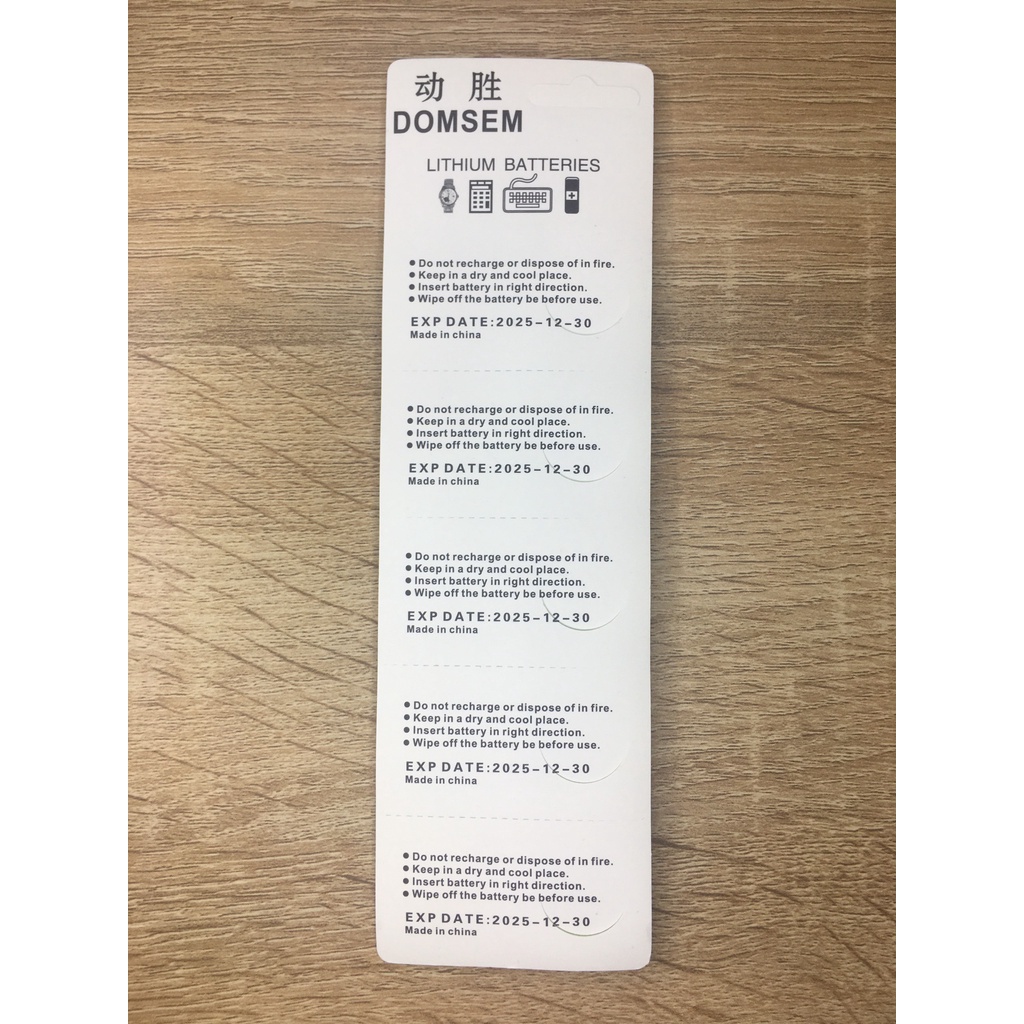 动 胜
DOMSEM
LITHIUM BATTERIES
● Do not recharge or dispose of in fire.
● Keep in a dry and cool place.
● Insert battery in right direction.
● Wipe off the battery be before use.
EXP DATE:2025-12-30
Made in china
● Do not recharge or dispose of in fire.
● Keep in a dry and cool place.
● Insert battery in right direction.
● Wipe off the battery be before use.
EXP DATE:2025-12-30
Made in china
● Do not recharge or dispose of in fire.
● Keep in a dry and cool place.
● Insert battery in right direction.
● Wipe off the battery be before use.
EXP DATE:2025-12-30
Made in china
● Do not recharge or dispose of in fire.
● Keep in a dry and cool place.
● Insert battery in right direction.
● Wipe off the battery be before use.
EXP DATE:2025-12-30
Made in china
● Do not recharge or dispose of in fire.
● Keep in a dry and cool place.
● Insert battery in right direction.
● Wipe off the battery be before use.
EXP DATE:2025-12-30
Made in china